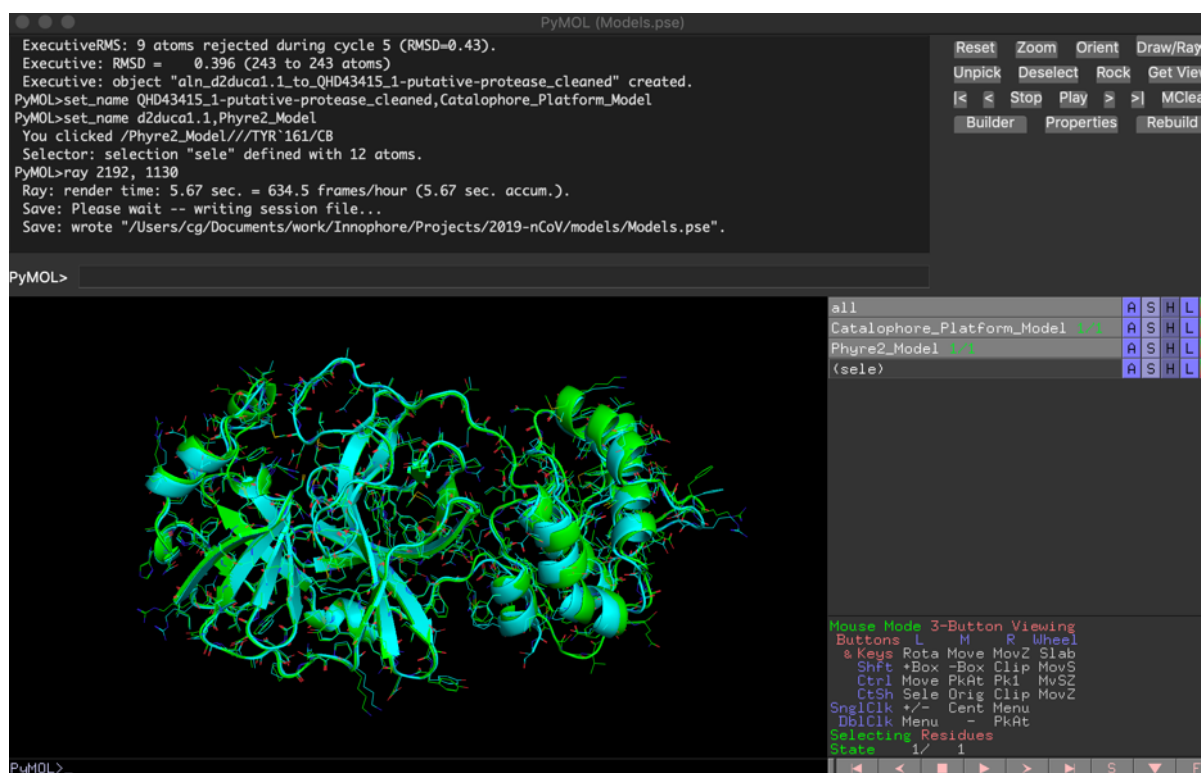 PyMOL (Models.pse)
ExecutiveRMS: 9 atoms rejected during cycle 5 (RMSD=0.43).
Executive: RMSD =    0.396 (243 to 243 atoms)
Executive: object "aln_d2duca1.1_to_QHD43415_1-putative-protease_cleaned" created.
PyMOL>set_name QHD43415_1-putative-protease_cleaned,Catalophore_Platform_Model
PyMOL>set_name d2duca1.1,Phyre2_Model
You clicked /Phyre2_Model///TYR`161/CB
Selector: selection "sele" defined with 12 atoms.
PyMOL>ray 2192, 1130
Ray: render time: 5.67 sec. = 634.5 frames/hour (5.67 sec. accum.).
Save: Please wait -- writing session file...
Save: wrote "/Users/cg/Documents/work/Innophore/Projects/2019-nCoV/models/Models.pse".
Reset Zoom Orient Draw/Ray
Unpick Deselect Rock Get View
|< < Stop Play > >| MClea
Builder Properties Rebuild
PyMOL>
all A S H L
Catalophore_Platform_Model 1/1 A S H L
Phyre2_Model 1/1 A S H L
(sele) A S H L
Mouse Mode 3-Button Viewing
Buttons L M R Wheel
& Keys Rota Move MovZ Slab
Shft +Box -Box Clip MovS
Ctrl Move PkAt Pk1 MvSZ
CtSh Sele Orig Clip MovZ
SnglClk +/- Cent Menu
DblClk Menu - PkAt
Selecting Residues
State 1/ 1
PyMOL>_
S F